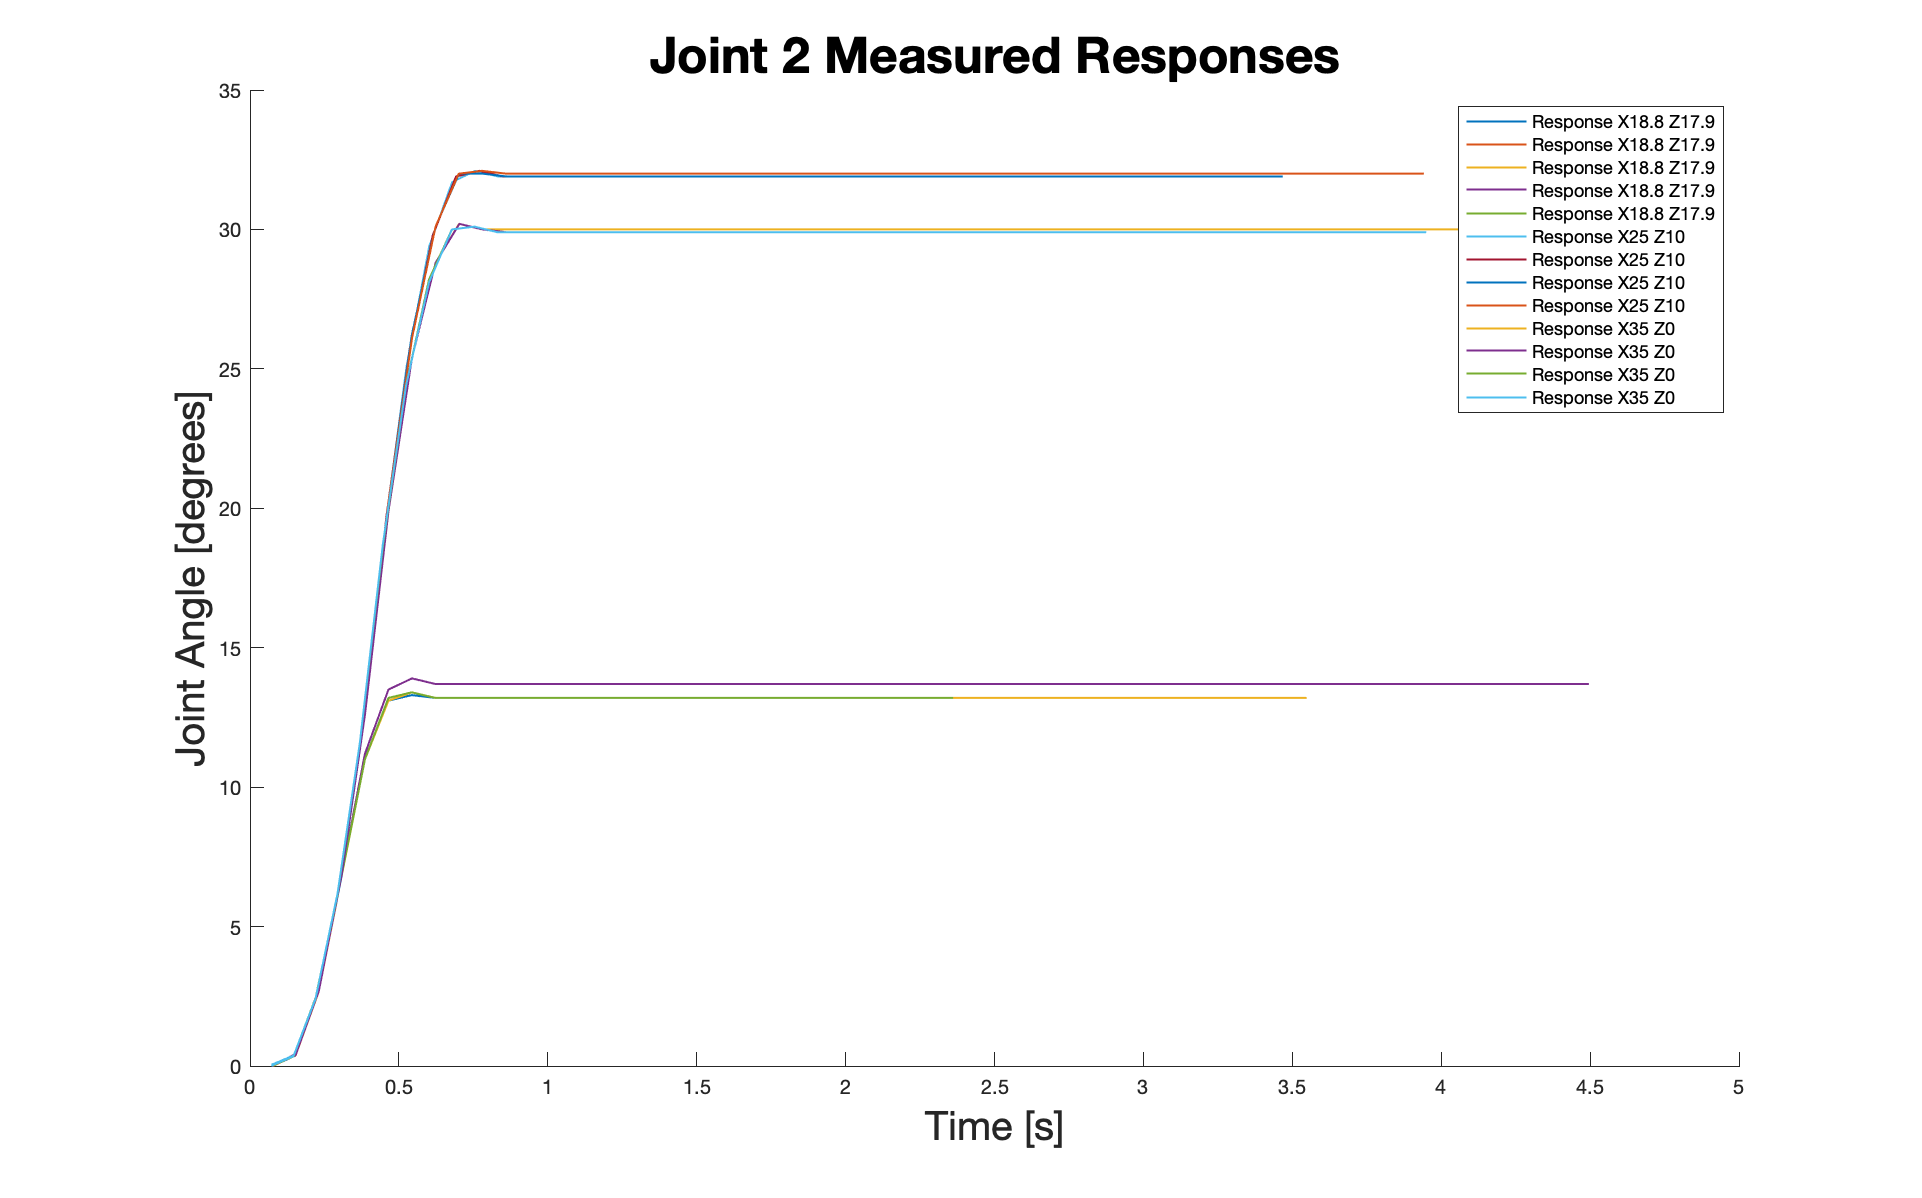 Joint 2 Measured Responses
35
30
25
20
15
10
5
0
Joint Angle [degrees]
Response X18.8 Z17.9
Response X18.8 Z17.9
Response X18.8 Z17.9
Response X18.8 Z17.9
Response X18.8 Z17.9
Response X25 Z10
Response X25 Z10
Response X25 Z10
Response X25 Z10
Response X35 Z0
Response X35 Z0
Response X35 Z0
Response X35 Z0
0 0.5 1 1.5 2 2.5 3 3.5 4 4.5 5
Time [s]